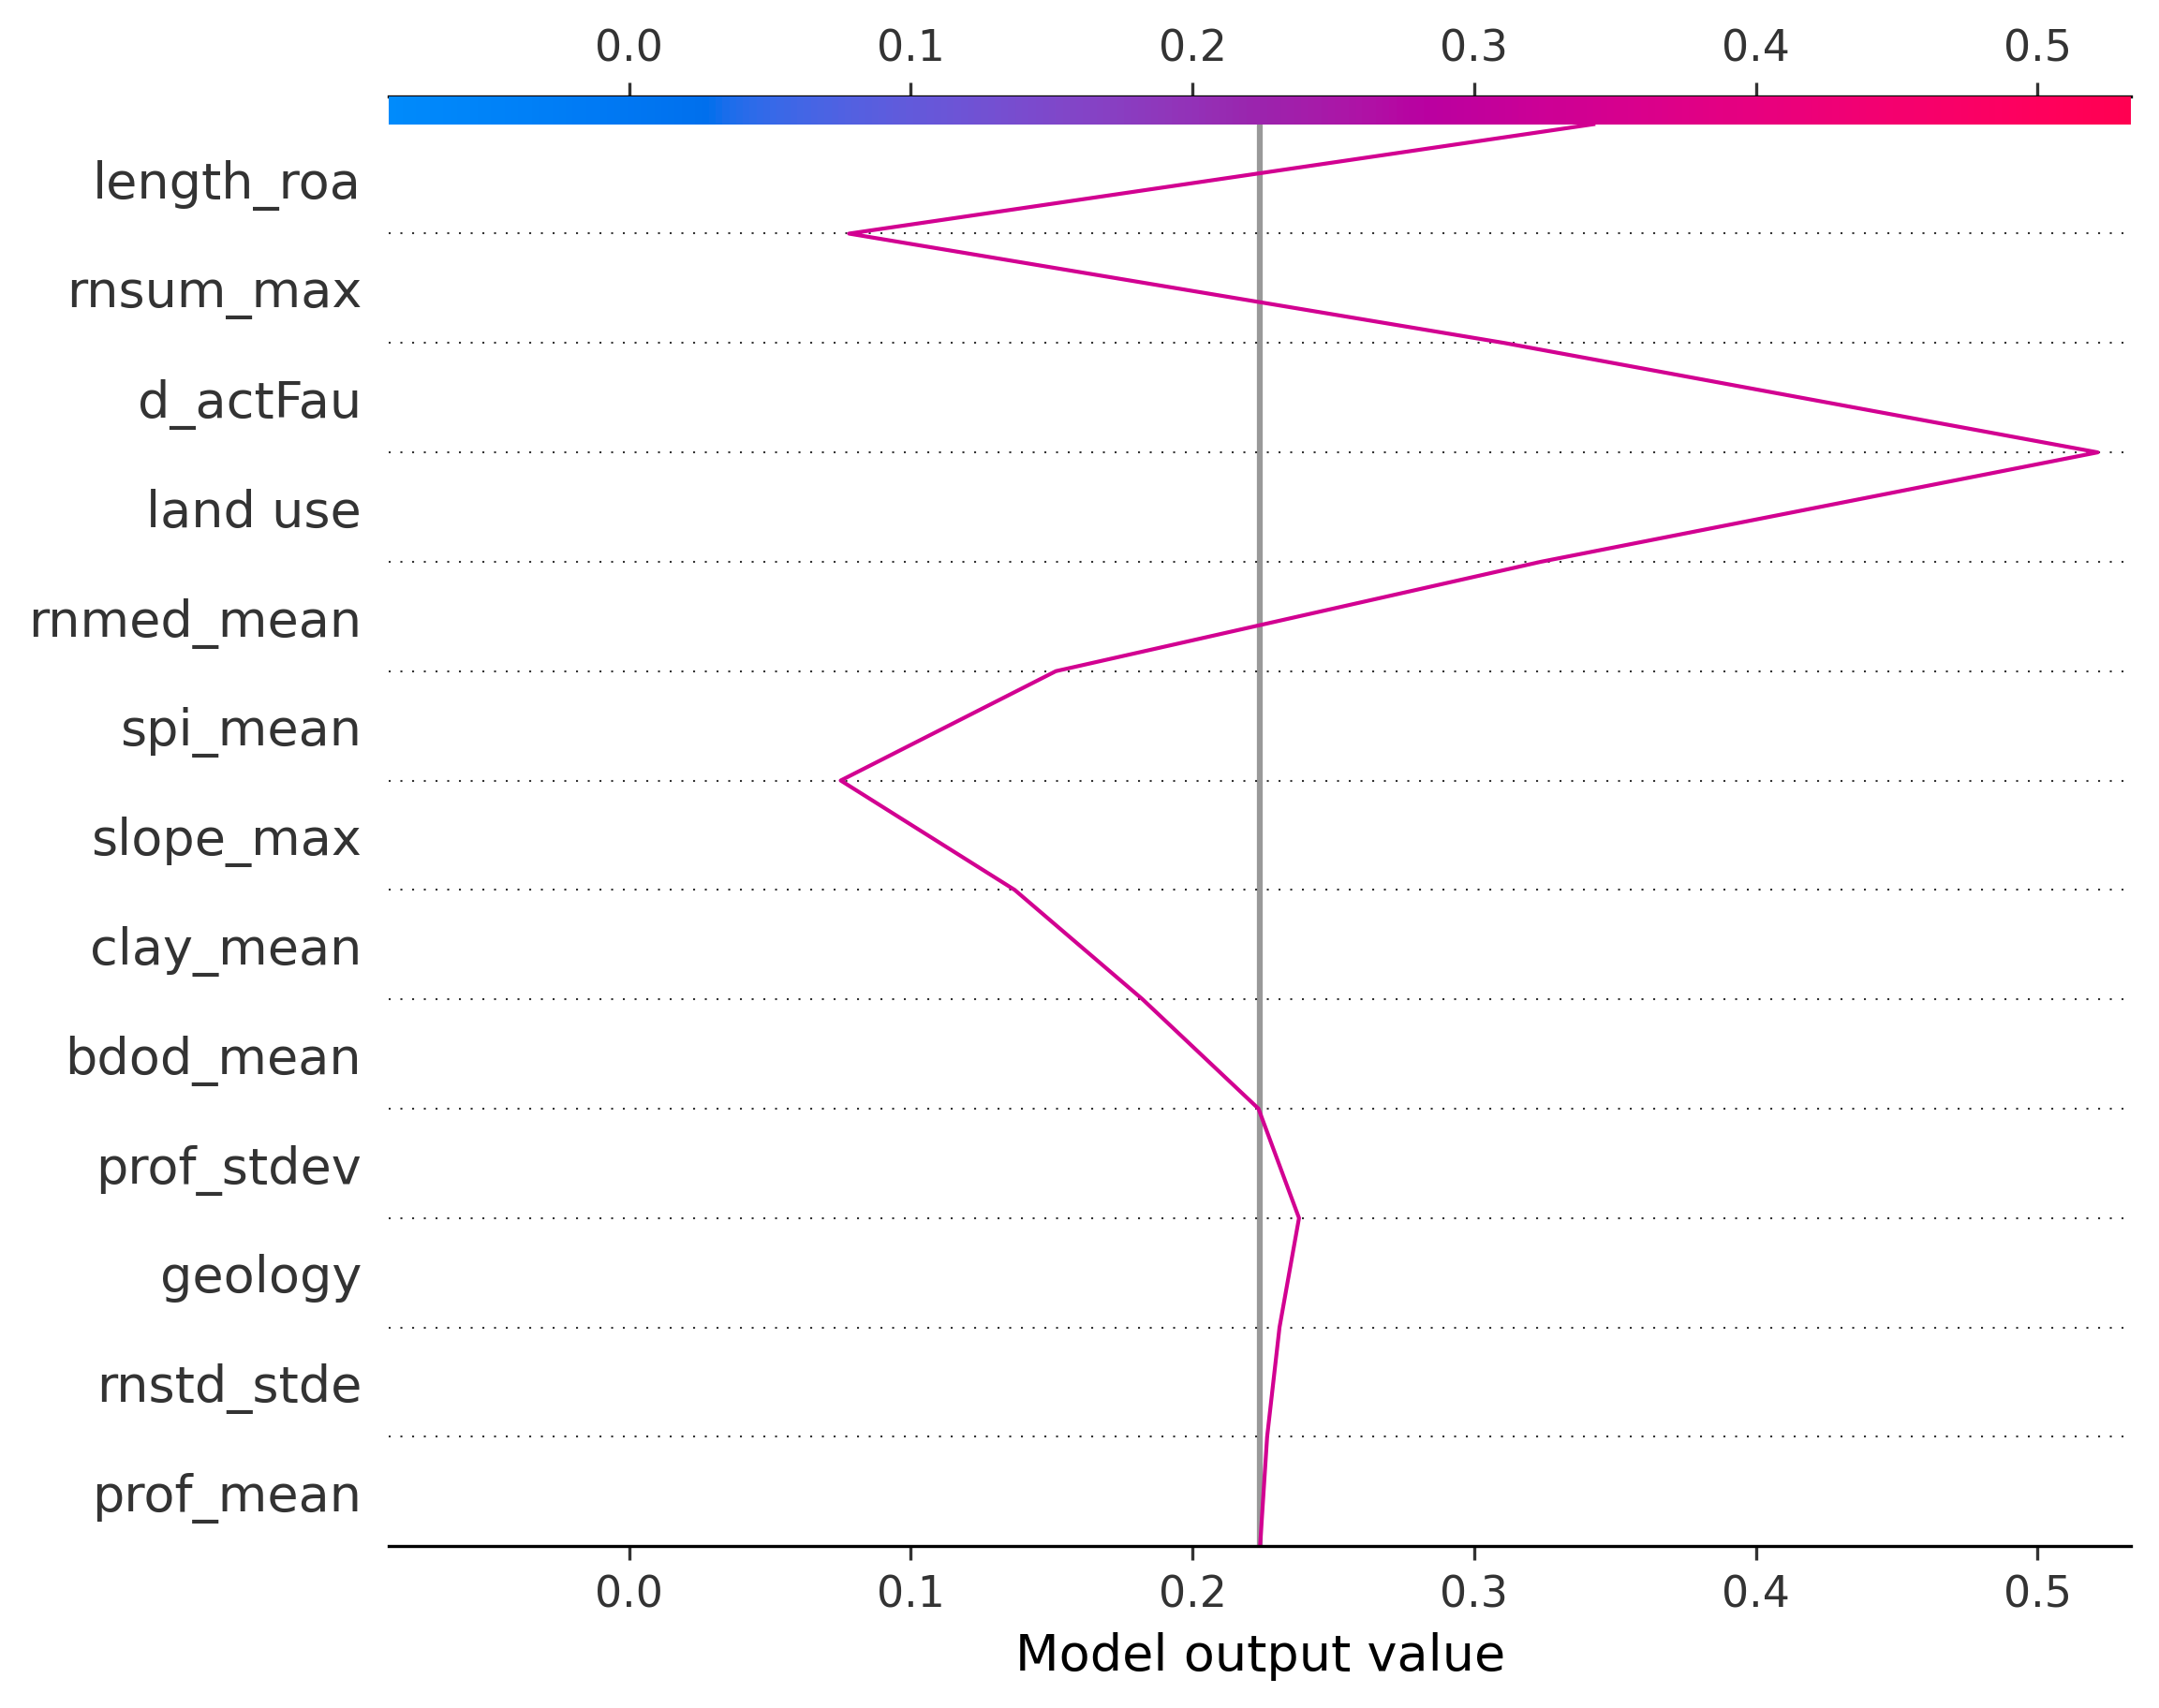 0.0 0.1 0.2 0.3 0.4 0.5
length_roa
rnsum_max
d_actFau
land use
rnmed_mean
spi_mean
slope_max
clay_mean
bdod_mean
prof_stdev
geology
rnstd_stde
prof_mean
0.0 0.1 0.2 0.3 0.4 0.5
Model output value